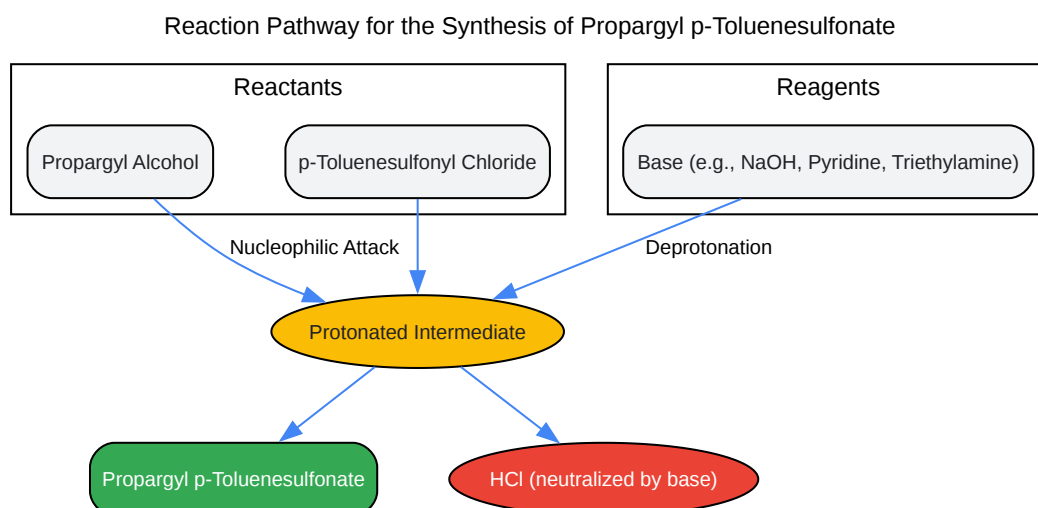 Reaction Pathway for the Synthesis of Propargyl p-Toluenesulfonate
Reactants
Reagents
Propargyl Alcohol
p-Toluenesulfonyl Chloride
Base (e.g., NaOH, Pyridine, Triethylamine)
Nucleophilic Attack
Deprotonation
Protonated Intermediate
Propargyl p-Toluenesulfonate
HCl (neutralized by base)